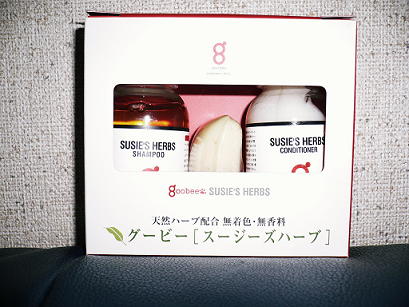 g
SUSIE'S HERBS
SHAMPOO
SUSIE'S HERBS
CONDITIONER
goobee SUSIE'S HERBS
天然ハーブ配合 無着色・無香料
グービー [ スージーズハーブ ]